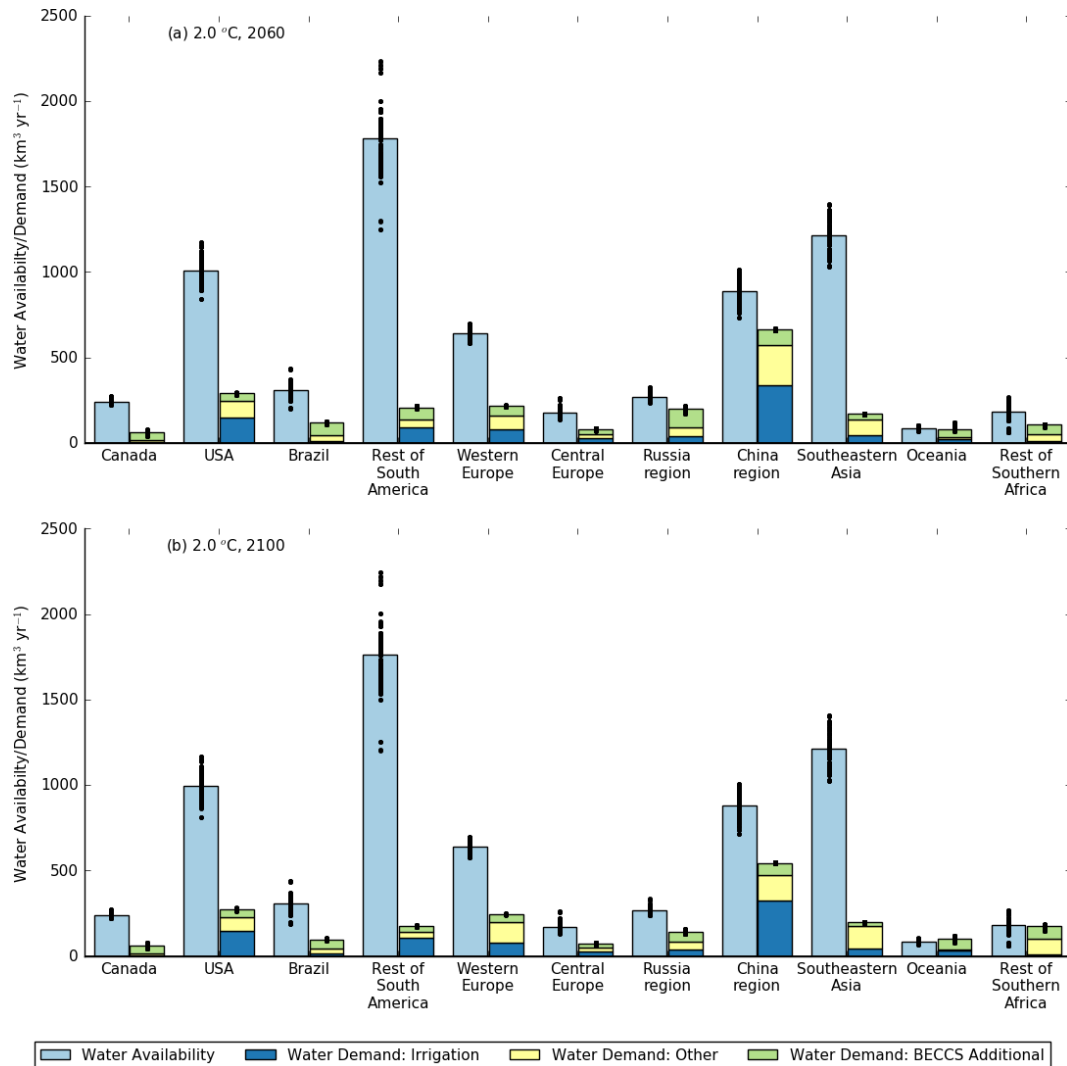 (a) 2.0 °C, 2060
Water Availabilty/Demand (km³ yr⁻¹)
2500
2000
1500
1000
500
0
Canada
USA
Brazil
Rest of
South
America
Western
Europe
Central
Europe
Russia
region
China
region
Southeastern
Asia
Oceania
Rest of
Southern
Africa
(b) 2.0 °C, 2100
Water Availabilty/Demand (km³ yr⁻¹)
2500
2000
1500
1000
500
0
Canada
USA
Brazil
Rest of
South
America
Western
Europe
Central
Europe
Russia
region
China
region
Southeastern
Asia
Oceania
Rest of
Southern
Africa
Water Availability
Water Demand: Irrigation
Water Demand: Other
Water Demand: BECCS Additional